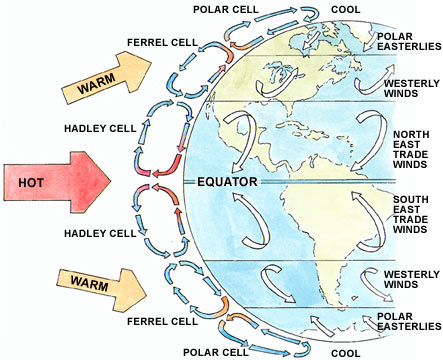 POLAR CELL
COOL
FERREL CELL
POLAR
EASTERLIES
WARM
WESTERLY
WINDS
HADLEY CELL
NORTH
EAST TRADE
WINDS
HOT
EQUATOR
SOUTH
EAST
TRADE
WINDS
HADLEY CELL
WARM
WESTERLY
WINDS
FERREL CELL
POLAR
EASTERLIES
POLAR CELL
COOL